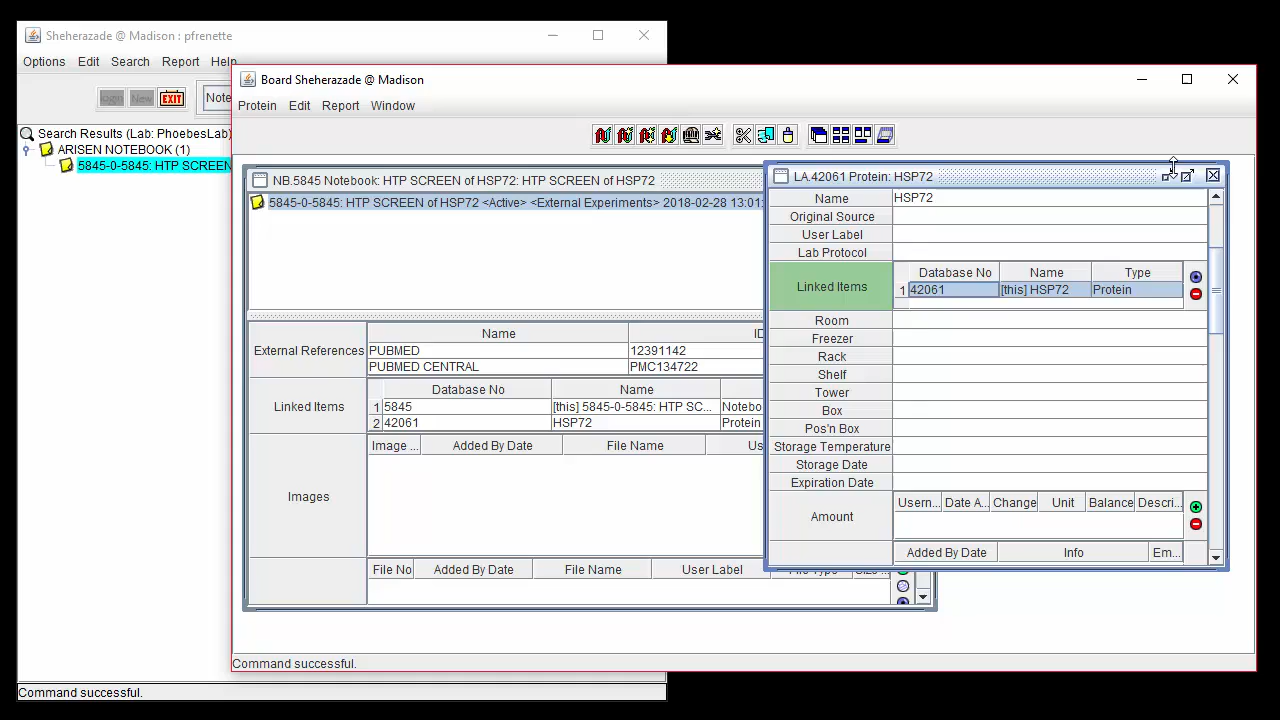 Sheherazade @ Madison : pfrenette
Options Edit Search Report Help
EXIT Note
Search Results (Lab: PhoebesLab)
ARISEN NOTEBOOK (1)
5845-0-5845: HTP SCREEN
Command successful.
Board Sheherazade @ Madison
Protein Edit Report Window
NB.5845 Notebook: HTP SCREEN of HSP72: HTP SCREEN of HSP72
5845-0-5845: HTP SCREEN of HSP72 <Active> <External Experiments> 2018-02-28 13:01:
External References
Name ID
PUBMED 12391142
PUBMED CENTRAL PMC134722
Linked Items
Database No Name
1 5845 [this] 5845-0-5845: HTP SC... Notebo
2 42061 HSP72 Protein
Images
Image ... Added By Date File Name Us
File No Added By Date File Name User Label File Type Size ...
LA.42061 Protein: HSP72
Name HSP72
Original Source
User Label
Lab Protocol
Linked Items
Database No Name Type
1 42061 [this] HSP72 Protein
Room
Freezer
Rack
Shelf
Tower
Box
Pos'n Box
Storage Temperature
Storage Date
Expiration Date
Amount
Usern... Date A... Change Unit Balance Descri...
Added By Date Info Em...
Command successful.